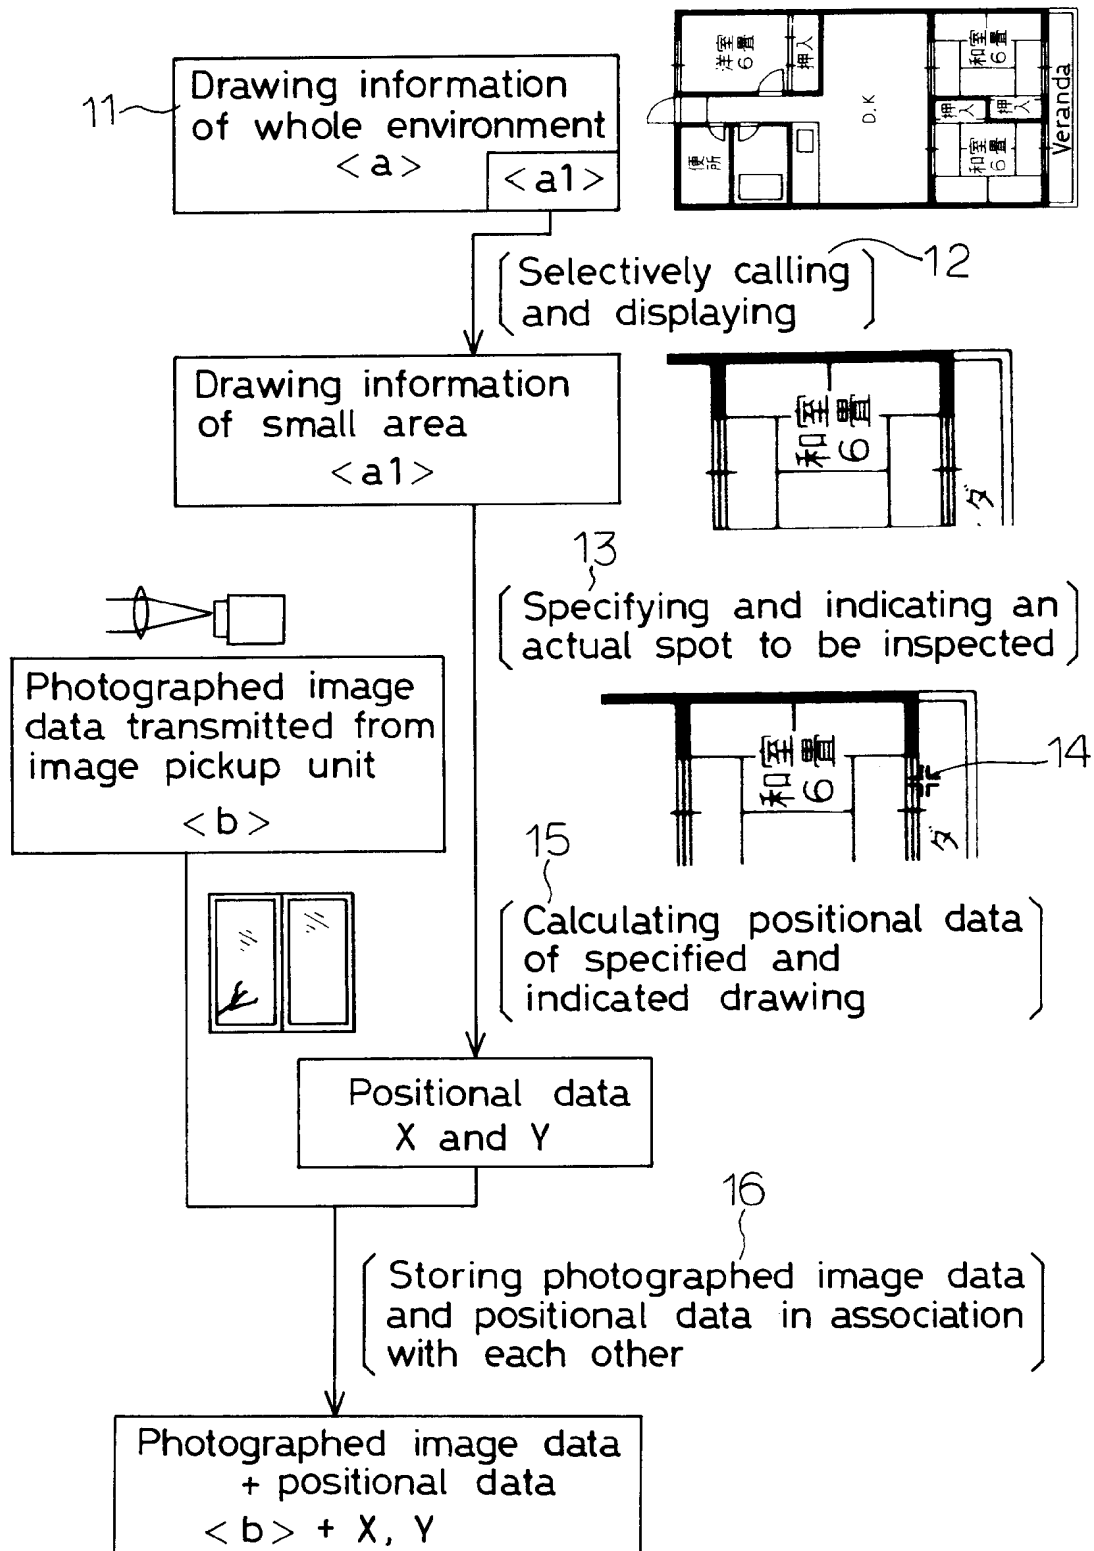 11
Drawing information
of whole environment
<a>
<a1>
洋室
6畳
押入
D.K
和室
6畳
押入
押入
和室
6畳
便所
Veranda
12
Selectively calling
and displaying
Drawing information
of small area
<a1>
和室
6畳
ダ
13
Specifying and indicating an
actual spot to be inspected
Photographed image
data transmitted from
image pickup unit
<b>
和室
6畳
ダ
14
15
Calculating positional data
of specified and
indicated drawing
Positional data
X and Y
16
Storing photographed image data
and positional data in association
with each other
Photographed image data
+ positional data
<b> + X, Y